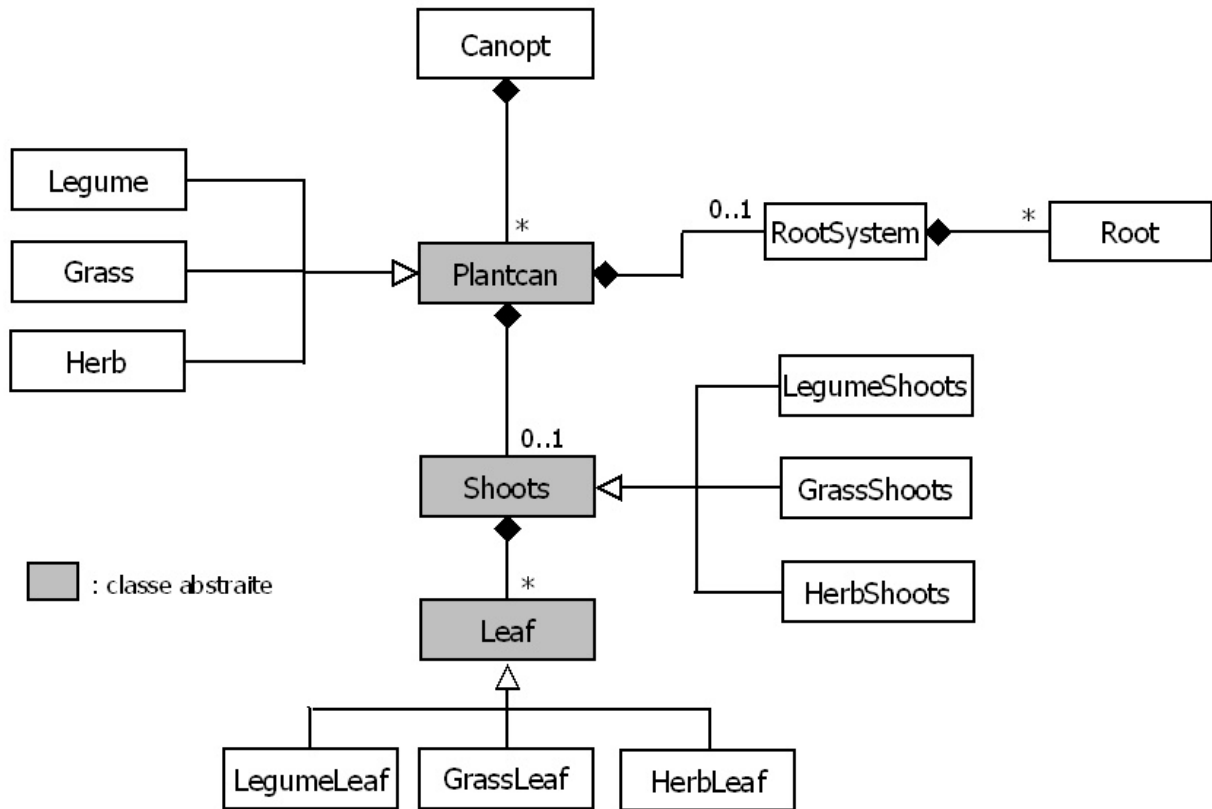 Canopt
Legume
Grass
Herb
*
Plantcan
0..1
RootSystem
*
Root
0..1
Shoots
LegumeShoots
GrassShoots
HerbShoots
: classe abstraite
*
Leaf
LegumeLeaf
GrassLeaf
HerbLeaf